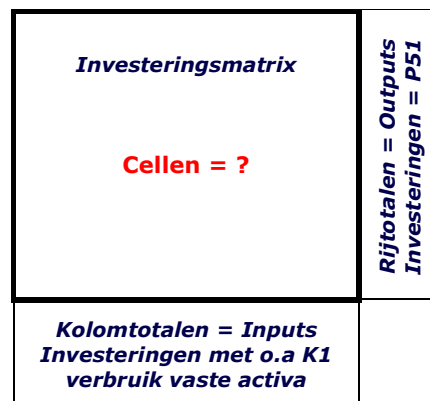 Investeringsmatrix
Cellen = ?
Rijtotalen = Outputs
Investeringen = P51
Kolomtotalen = Inputs
Investeringen met o.a K1
verbruik vaste activa